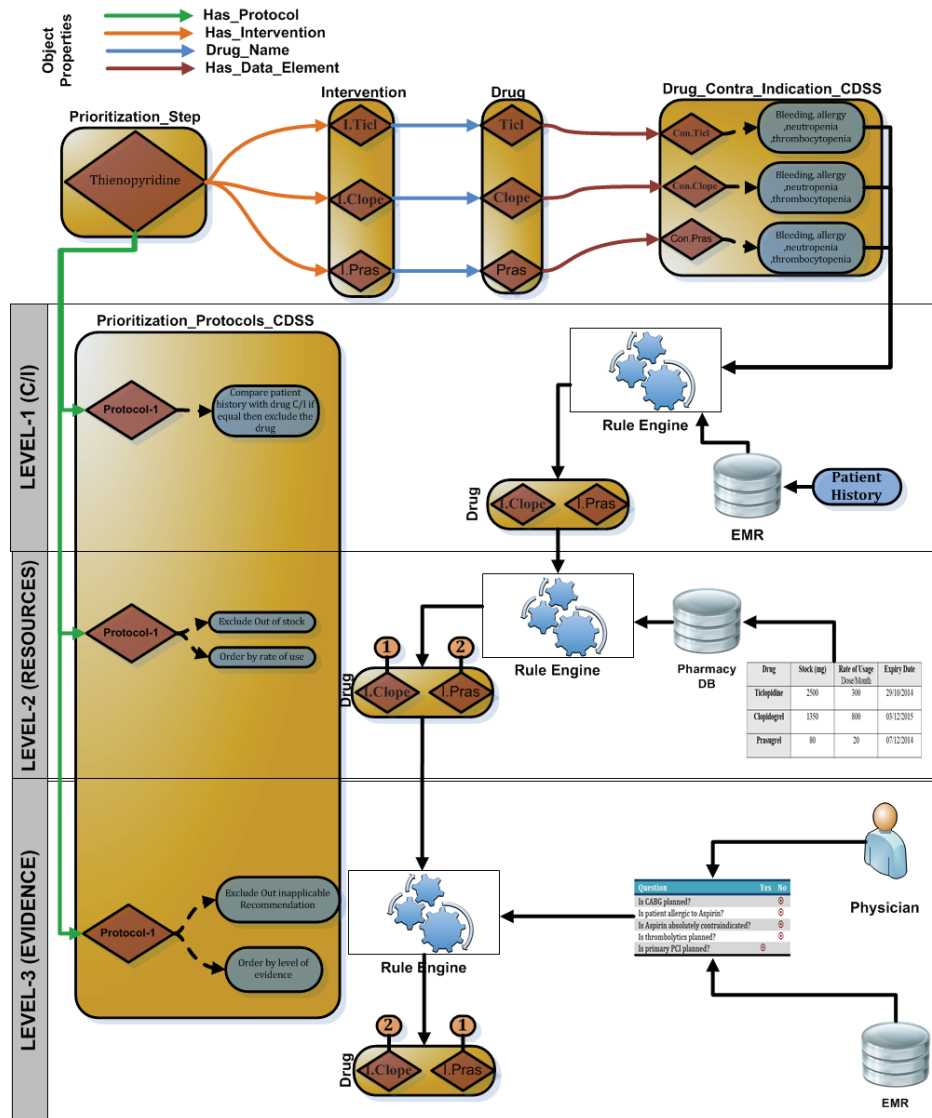 Object Properties
Has_Protocol
Has_Intervention
Drug_Name
Has_Data_Element
Prioritization_Step
Thienopyridine
Intervention
I.Ticl
I.Clope
I.Pras
Drug
Ticl
Clope
Pras
Drug_Contra_Indication_CDSS
Con.Ticl
Bleeding, allergy
,neutropenia
,thrombocytopenia
Con.Clope
Bleeding, allergy
,neutropenia
,thrombocytopenia
Con.Pras
Bleeding, allergy
,neutropenia
,thrombocytopenia
LEVEL-1 (C/I)
Prioritization_Protocols_CDSS
Protocol-1
Compare patient
history with drug C/I if
equal then exclude the
drug
Rule Engine
Patient
History
EMR
Drug
I.Clope
I.Pras
LEVEL-2 (RESOURCES)
Protocol-1
Exclude Out of stock
Order by rate of use
Rule Engine
Pharmacy
DB
Drug Stock (mg) Rate of Usage Expiry Date
Dose/Month
Ticlopidine 2500 300 29/10/2014
Clopidogrel 1350 800 03/12/2015
Prasugrel 80 20 07/12/2014
1
2
Drug
I.Clope
I.Pras
LEVEL-3 (EVIDENCE)
Protocol-1
Exclude Out inapplicable
Recommendation
Order by level of
evidence
Rule Engine
Question Yes No
Is CABG planned?
Is patient allergic to Aspirin?
Is Aspirin absolutely contraindicated?
Is thrombolytics planned?
Is primary PCI planned?
Physician
EMR
2
1
Drug
I.Clope
I.Pras